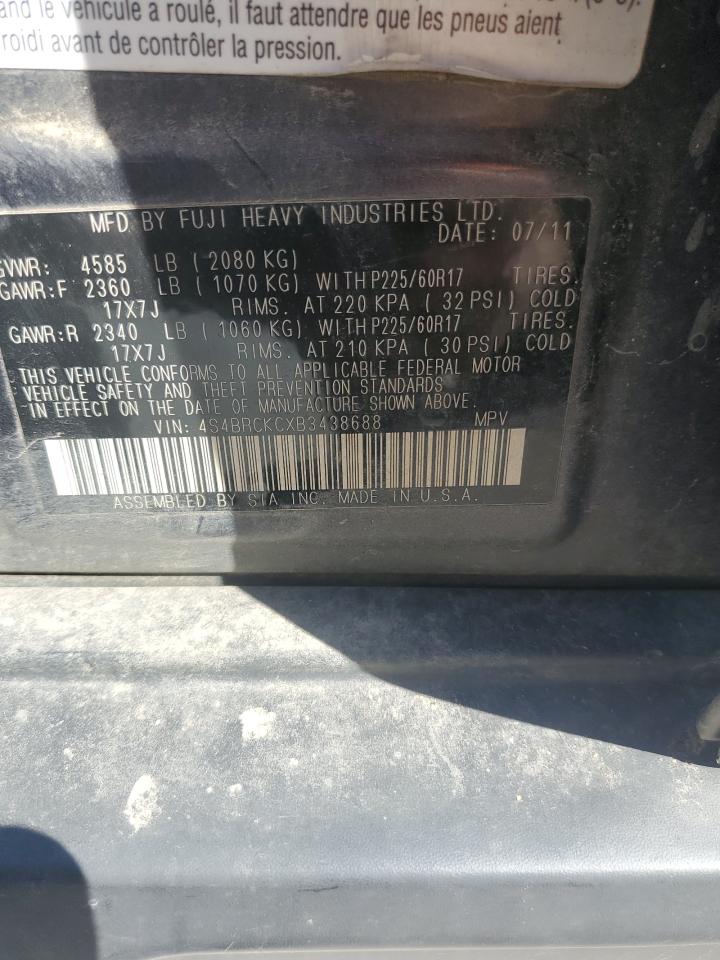 and le véhicule a roulé, il faut attendre que les pneus aient
roidi avant de contrôler la pression.
MFD. BY FUJI HEAVY INDUSTRIES LTD.
DATE: 07/11
GVWR: 4585 LB ( 2080 KG)
GAWR:F 2360 LB ( 1070 KG) WITH P225/60R17 TIRES.
17X7J RIMS. AT 220 KPA ( 32 PSI) COLD
GAWR:R 2340 LB ( 1060 KG) WITH P225/60R17 TIRES.
17X7J RIMS. AT 210 KPA ( 30 PSI) COLD
THIS VEHICLE CONFORMS TO ALL APPLICABLE FEDERAL MOTOR
VEHICLE SAFETY AND THEFT PREVENTION STANDARDS
IN EFFECT ON THE DATE OF MANUFACTURE SHOWN ABOVE.
VIN: 4S4BRCKCXB3438688 MPV
ASSEMBLED BY SIA INC. MADE IN U.S.A.